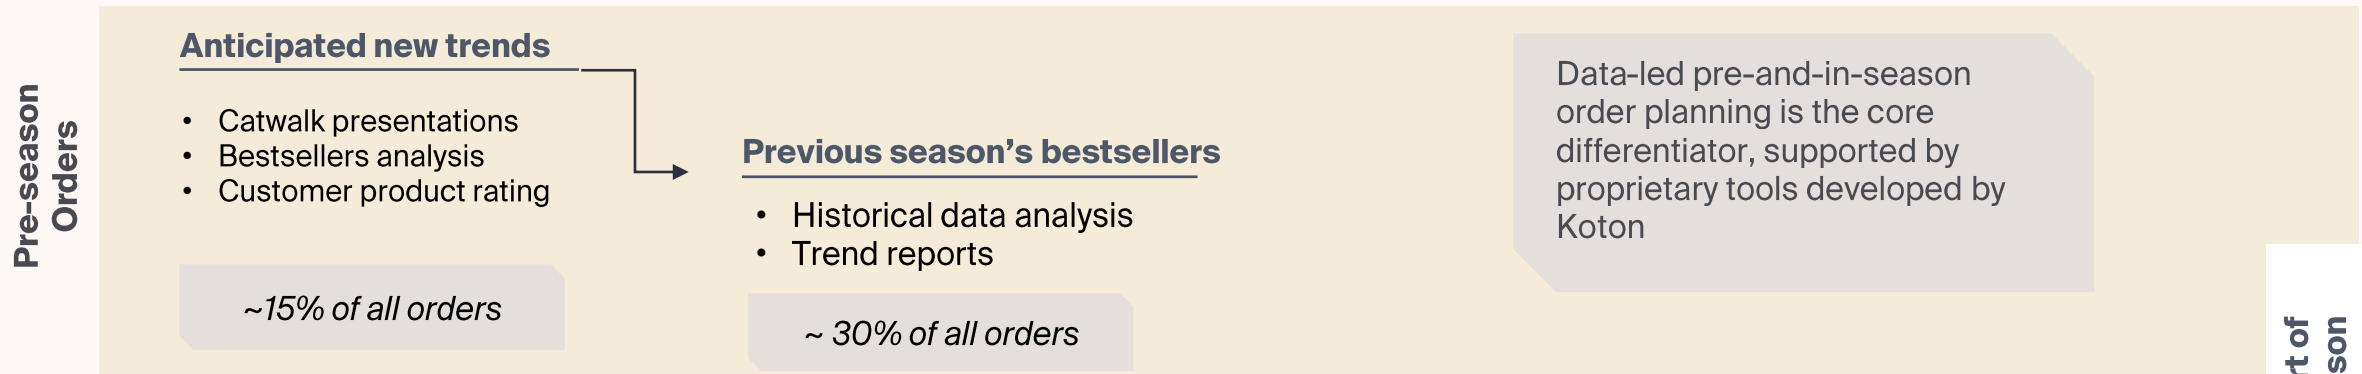 Pre-season
Orders
Anticipated new trends
• Catwalk presentations
• Bestsellers analysis
• Customer product rating
~15% of all orders
Previous season’s bestsellers
• Historical data analysis
• Trend reports
~ 30% of all orders
Data-led pre-and-in-season
order planning is the core
differentiator, supported by
proprietary tools developed by
Koton